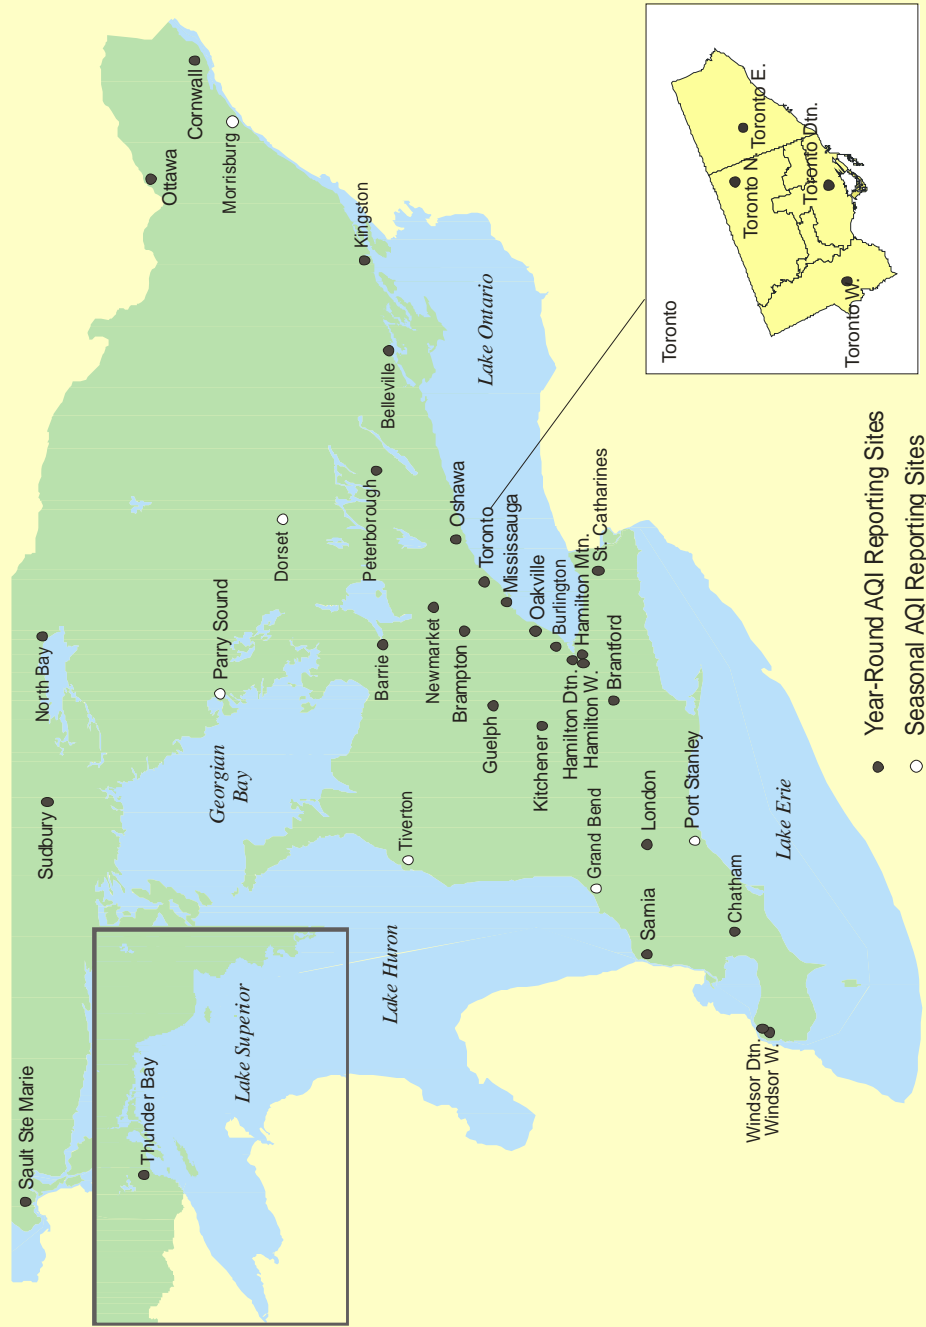 Sault Ste Marie
Sudbury
North Bay
Thunder Bay
Lake Superior
Georgian
Bay
Parry Sound
Dorset
Ottawa
Cornwall
Morrisburg
Lake Huron
Tiverton
Barrie
Newmarket
Brampton
Guelph
Peterborough
Belleville
Kingston
Oshawa
Toronto
Mississauga
Oakville
Burlington
Lake Ontario
Kitchener
Hamilton Dtn.
Hamilton W.
Hamilton Mtn.
St. Catharines
Brantford
Grand Bend
London
Sarnia
Port Stanley
Chatham
Lake Erie
Windsor Dtn.
Windsor W.
Toronto
Toronto N.
Toronto E.
Toronto Dtn.
Toronto W.
Year-Round AQI Reporting Sites
Seasonal AQI Reporting Sites